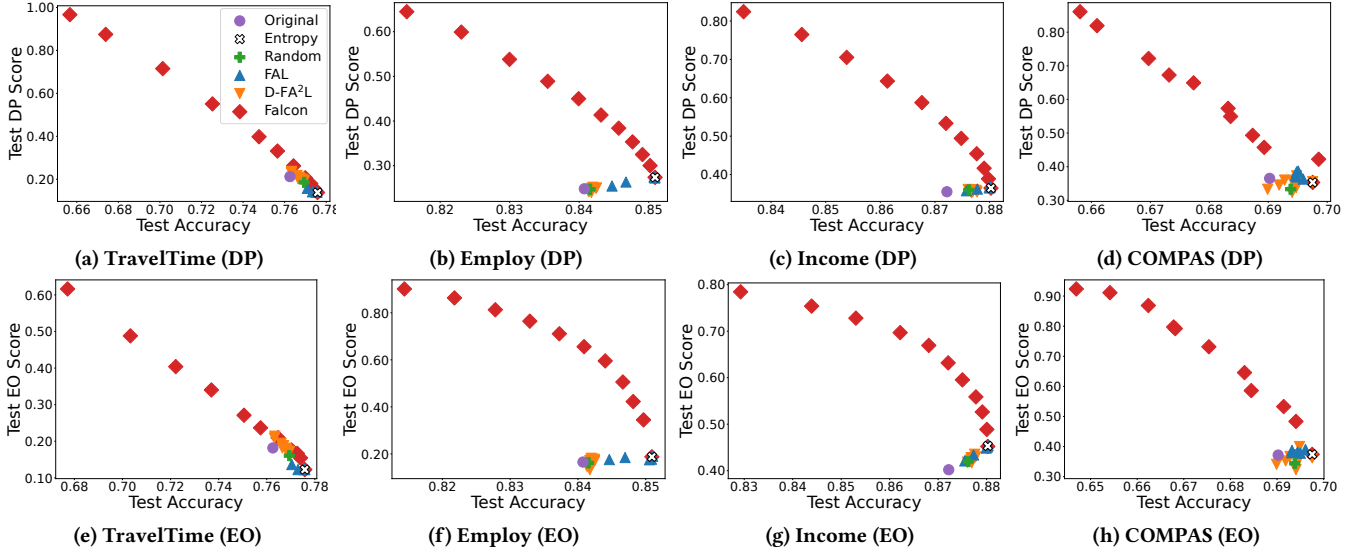 Test DP Score
1.00
0.80
0.60
0.40
0.20
0.66
0.68
0.70
0.72
0.74
0.76
0.78
Test Accuracy
Original
Entropy
Random
FAL
D-FA²L
Falcon
(a) TravelTime (DP)
Test DP Score
0.60
0.50
0.40
0.30
0.82
0.83
0.84
0.85
Test Accuracy
(b) Employ (DP)
Test DP Score
0.80
0.70
0.60
0.50
0.40
0.84
0.85
0.86
0.87
0.88
Test Accuracy
(c) Income (DP)
Test DP Score
0.80
0.70
0.60
0.50
0.40
0.30
0.66
0.67
0.68
0.69
0.70
Test Accuracy
(d) COMPAS (DP)
Test EO Score
0.60
0.50
0.40
0.30
0.20
0.10
0.68
0.70
0.72
0.74
0.76
0.78
Test Accuracy
(e) TravelTime (EO)
Test EO Score
0.80
0.60
0.40
0.20
0.82
0.83
0.84
0.85
Test Accuracy
(f) Employ (EO)
Test EO Score
0.80
0.70
0.60
0.50
0.40
0.83
0.84
0.85
0.86
0.87
0.88
Test Accuracy
(g) Income (EO)
Test EO Score
0.90
0.80
0.70
0.60
0.50
0.40
0.30
0.65
0.66
0.67
0.68
0.69
0.70
Test Accuracy
(h) COMPAS (EO)